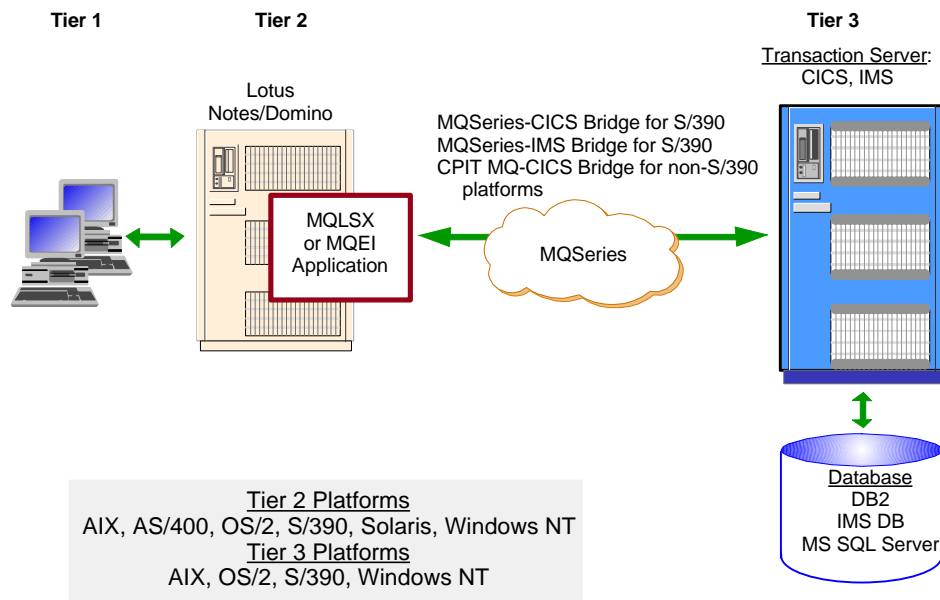 Tier 1
Tier 2
Tier 3
Transaction Server:
CICS, IMS
Lotus
Notes/Domino
MQSeries-CICS Bridge for S/390
MQSeries-IMS Bridge for S/390
CPIT MQ-CICS Bridge for non-S/390
platforms
MQLSX
or MQEI
Application
MQSeries
Database
DB2
IMS DB
MS SQL Server
Tier 2 Platforms
AIX, AS/400, OS/2, S/390, Solaris, Windows NT
Tier 3 Platforms
AIX, OS/2, S/390, Windows NT